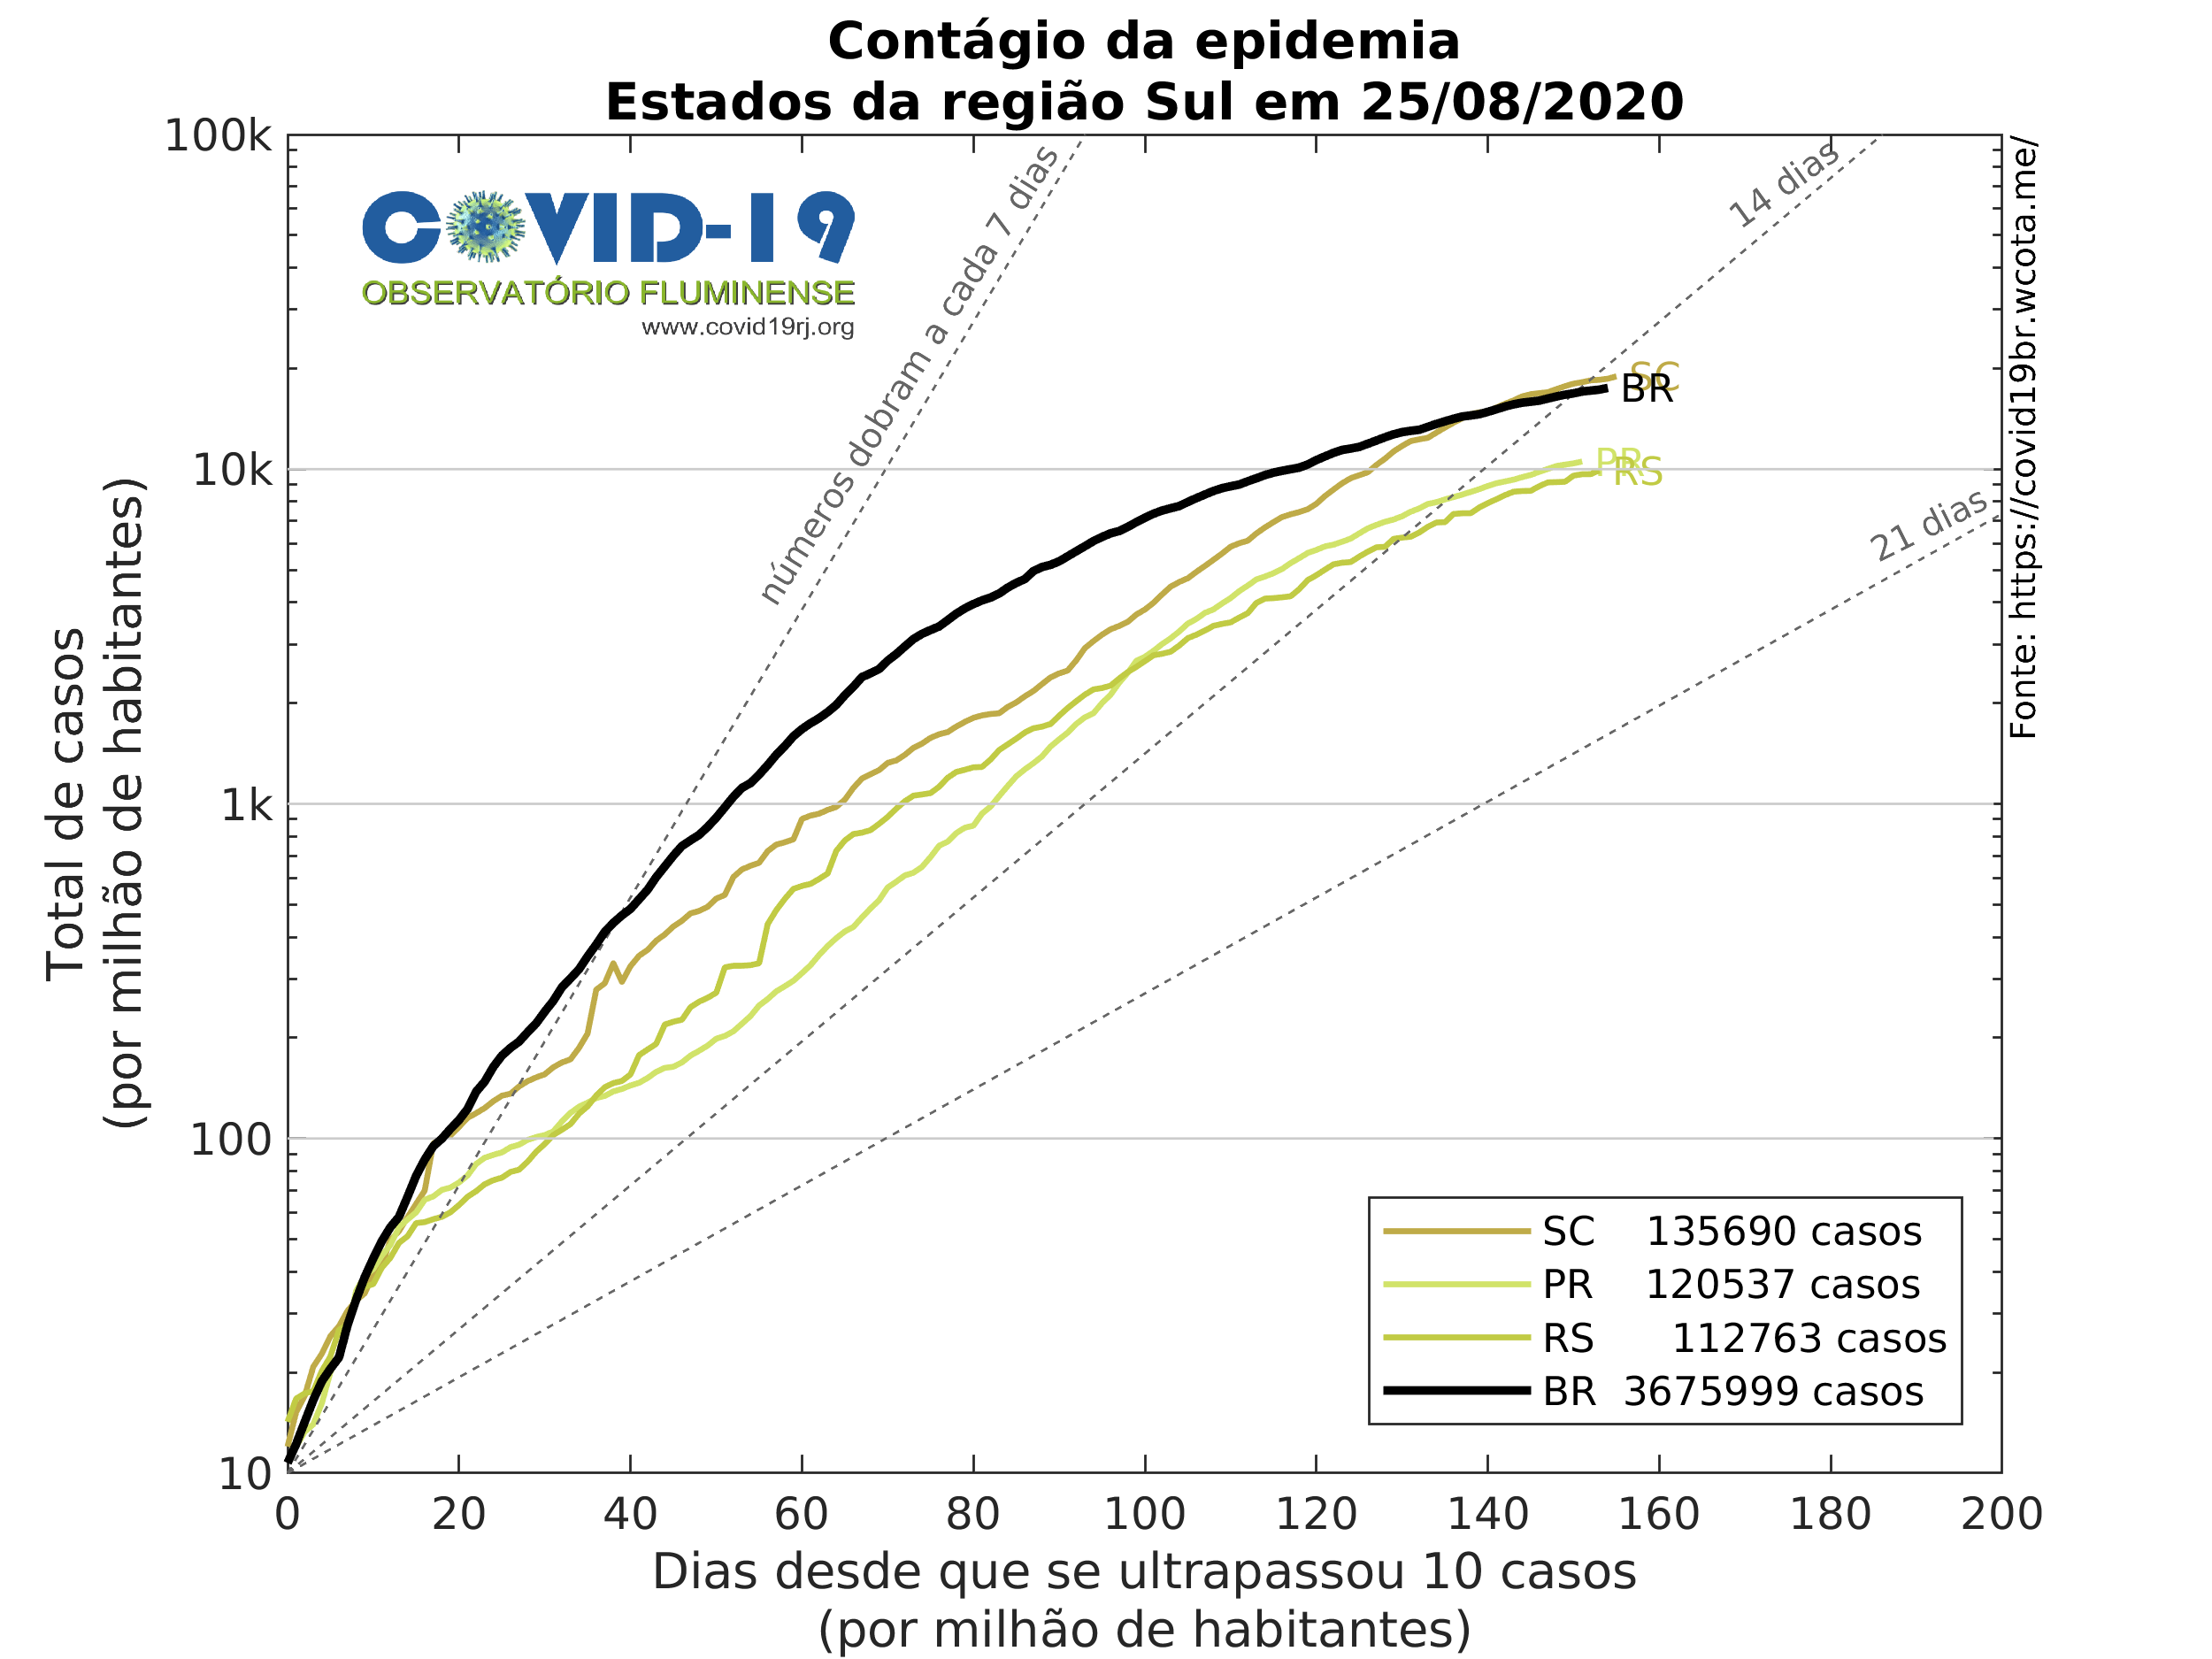 Contágio da epidemia
Estados da região Sul em 25/08/2020
100k
10k
1k
100
10
Total de casos
(por milhão de habitantes)
COVID-19
OBSERVATÓRIO FLUMINENSE
www.covid19rj.org
números dobram a cada 7 dias
14 dias
21 dias
SC
BR
PR
RS
Fonte: https://covid19br.wcota.me/
SC 135690 casos
PR 120537 casos
RS 112763 casos
BR 3675999 casos
0 20 40 60 80 100 120 140 160 180 200
Dias desde que se ultrapassou 10 casos
(por milhão de habitantes)